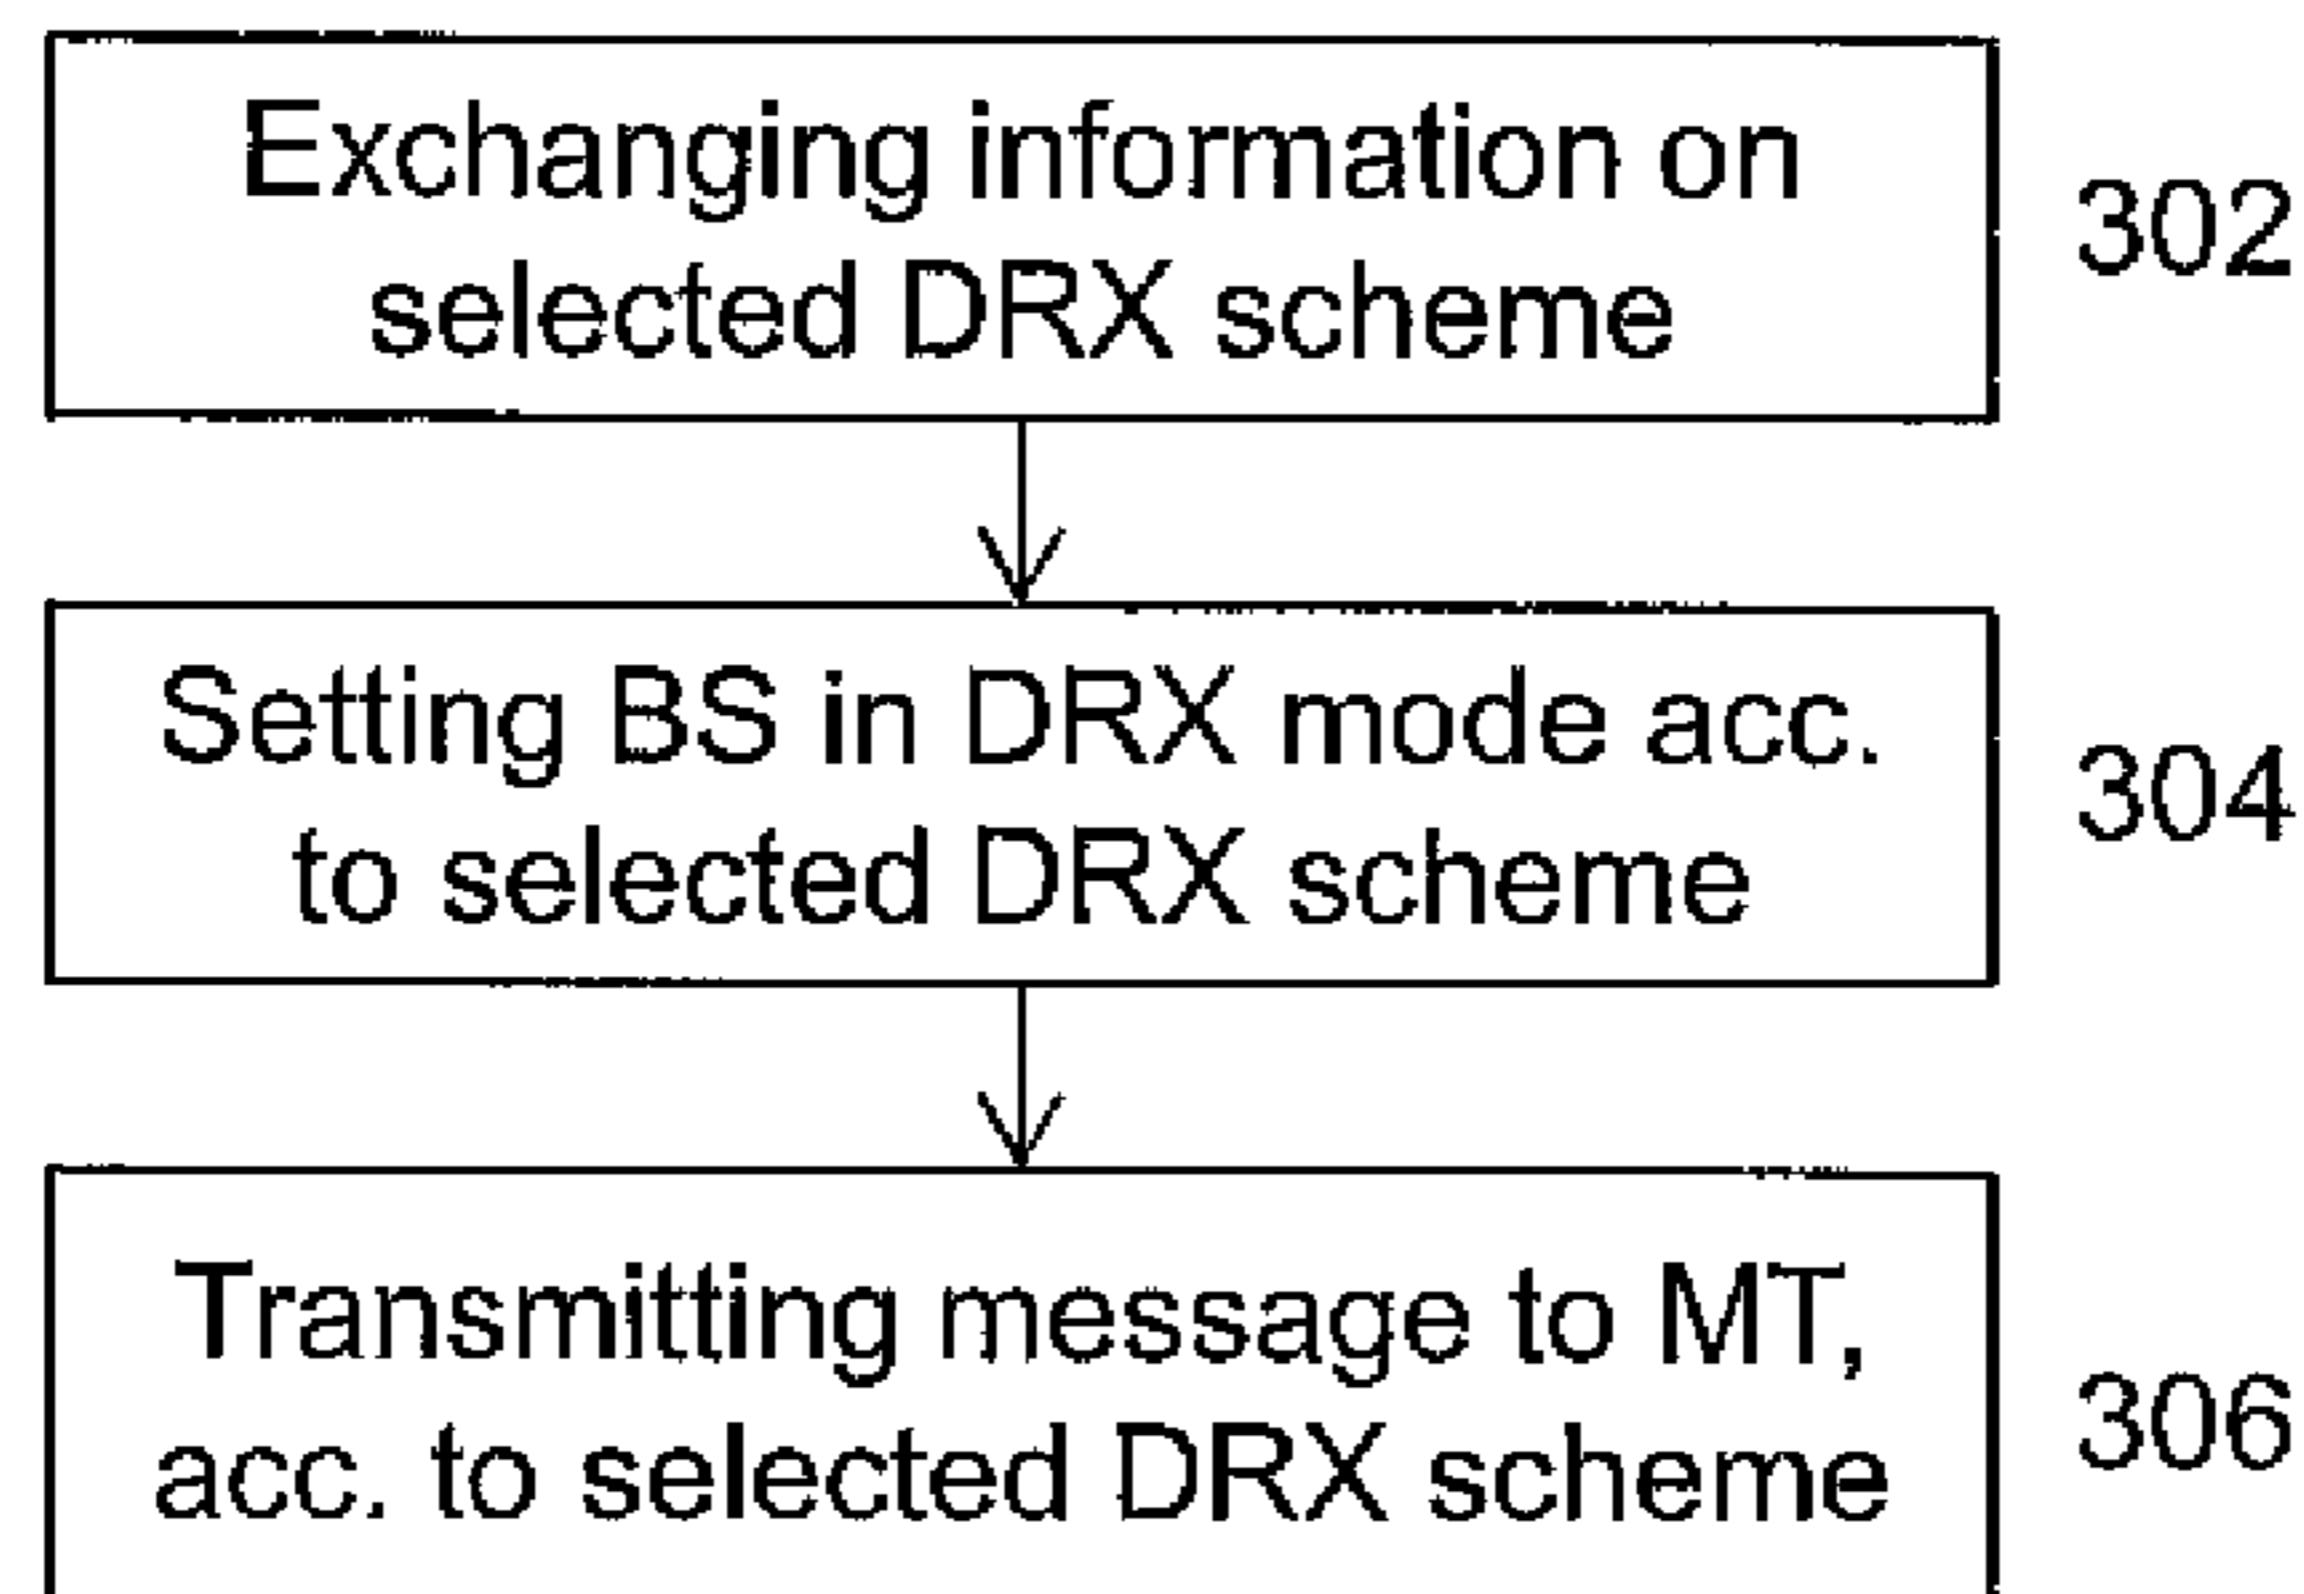 Exchanging information on
selected DRX scheme
302
Setting BS in DRX mode acc.
to selected DRX scheme
304
Transmitting message to MT,
acc. to selected DRX scheme
306